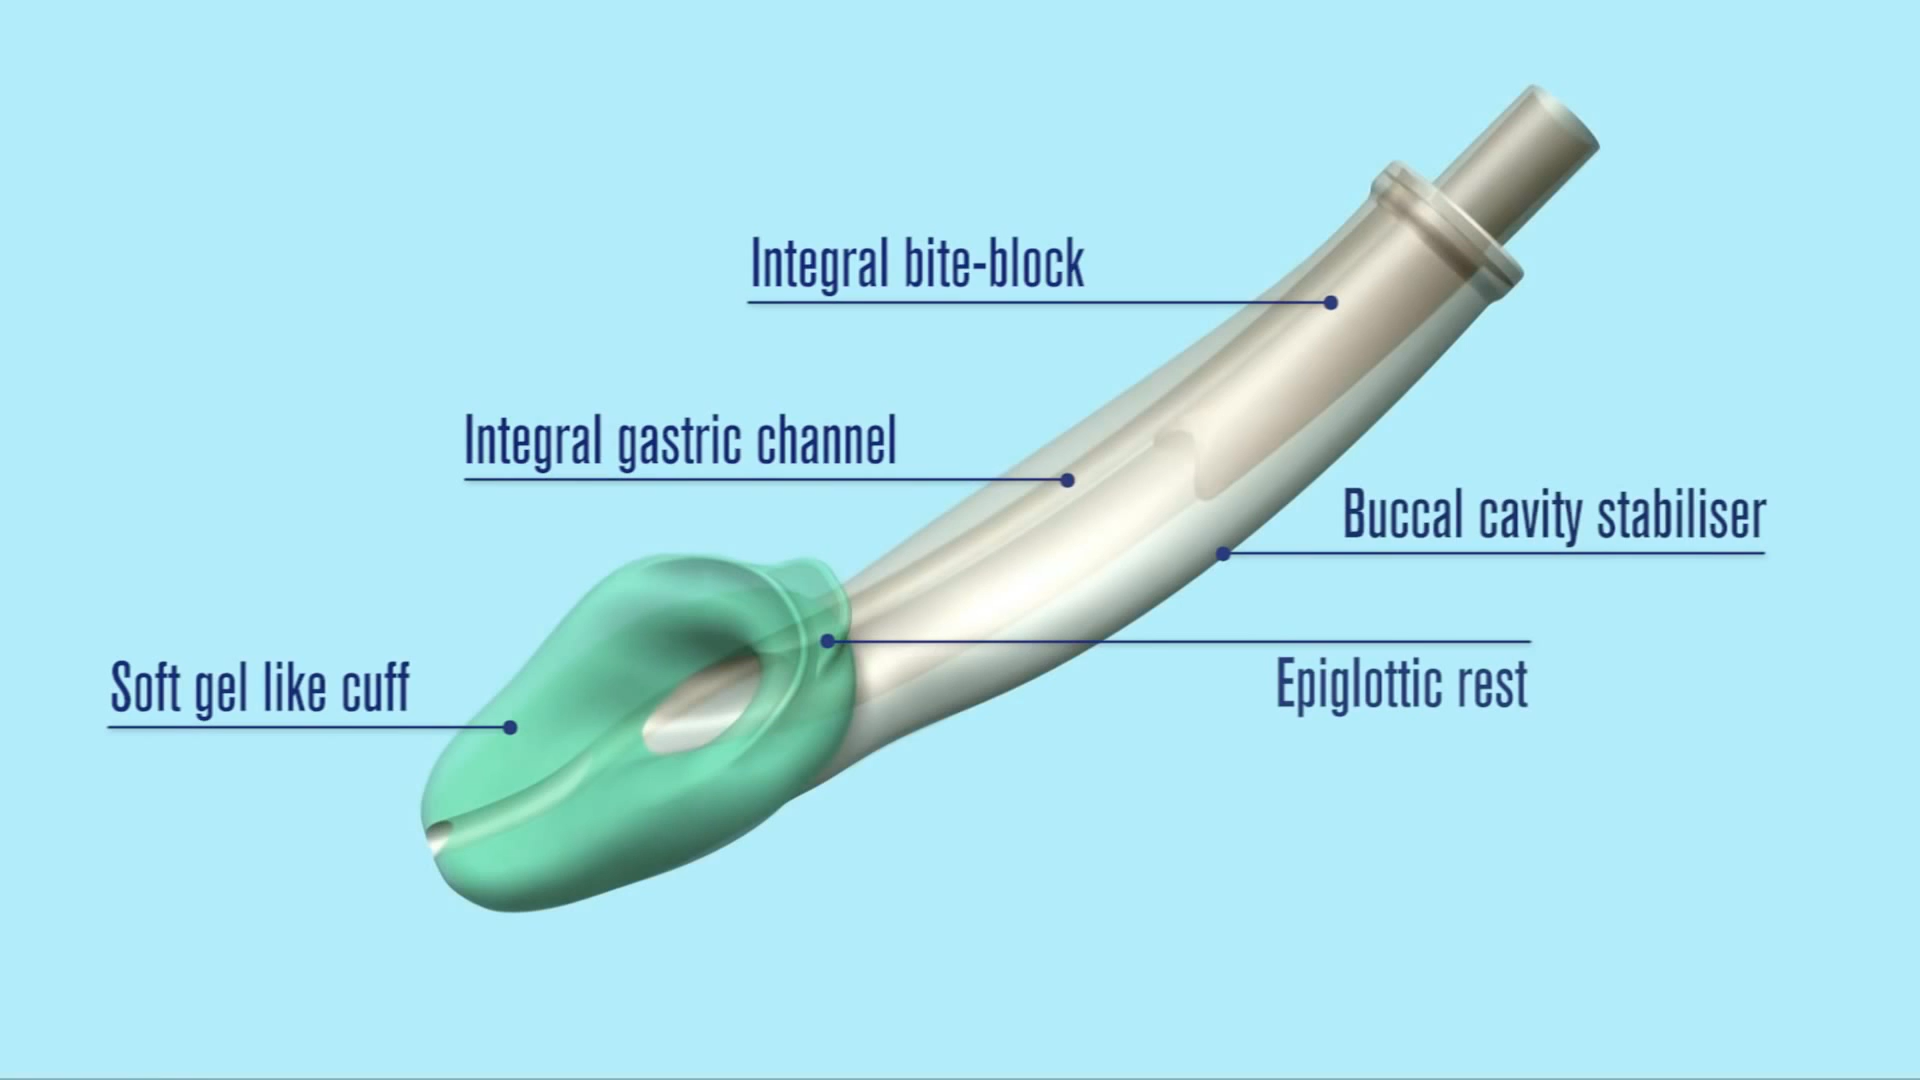 Integral bite-block
Integral gastric channel
Buccal cavity stabiliser
Epiglottic rest
Soft gel like cuff